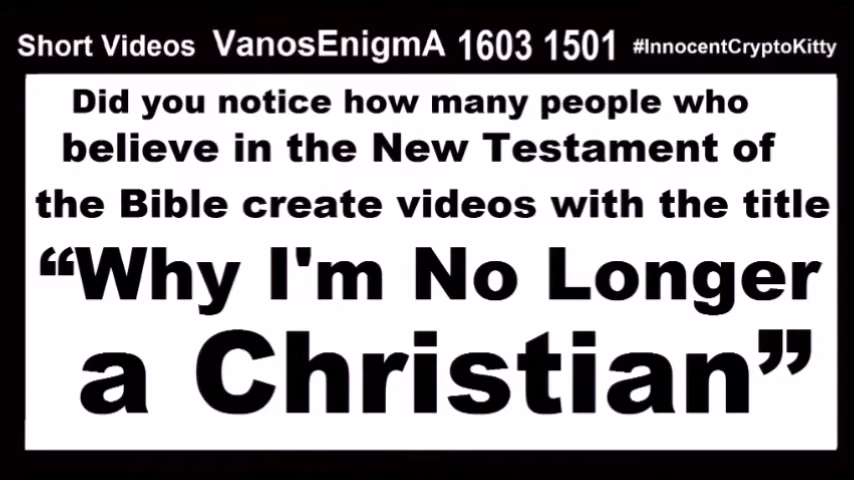 Short Videos VanosEnigmA 1603 1501 #InnocentCryptoKitty
Did you notice how many people who
believe in the New Testament of
the Bible create videos with the title
“Why I'm No Longer
a Christian”